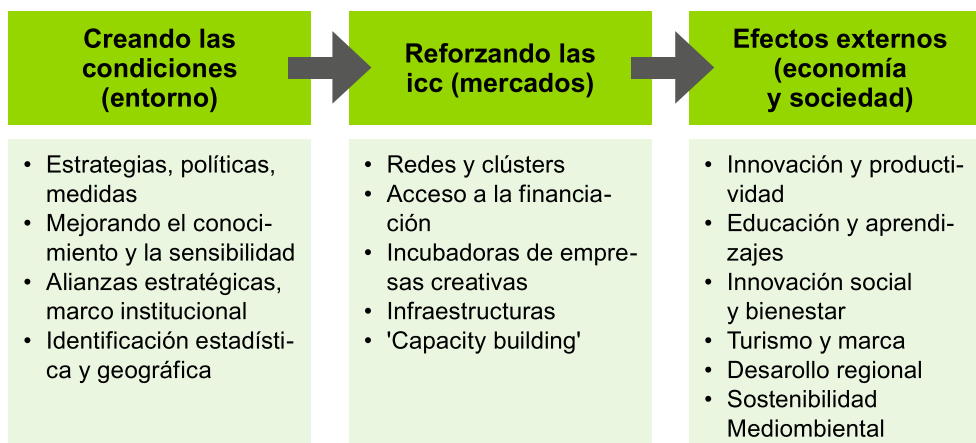 Creando las
condiciones
(entorno)
Reforzando las
icc (mercados)
Efectos externos
(economía
y sociedad)
• Estrategias, políticas,
medidas
• Mejorando el conoci-
miento y la sensibilidad
• Alianzas estratégicas,
marco institucional
• Identificación estadísti-
ca y geográfica
• Redes y clústers
• Acceso a la financia-
ción
• Incubadoras de empre-
sas creativas
• Infraestructuras
• 'Capacity building'
• Innovación y producti-
vidad
• Educación y aprendi-
zajes
• Innovación social
y bienestar
• Turismo y marca
• Desarollo regional
• Sostenibilidad
Mediombiental